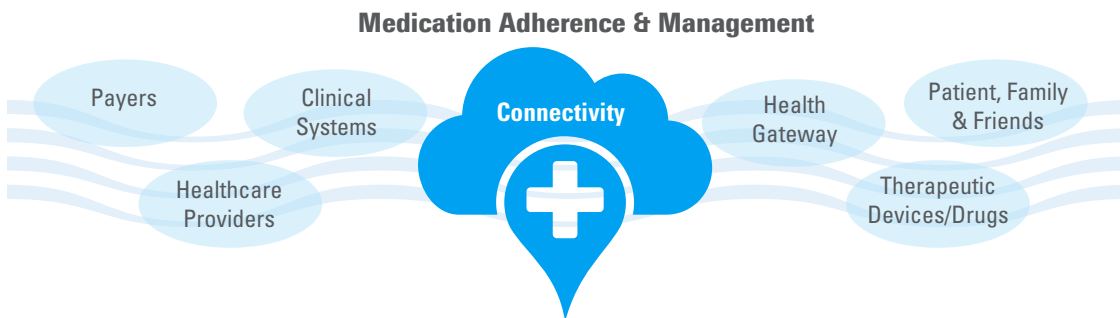 Medication Adherence & Management
Payers
Clinical
Systems
Healthcare
Providers
Connectivity
Health
Gateway
Patient, Family
& Friends
Therapeutic
Devices/Drugs